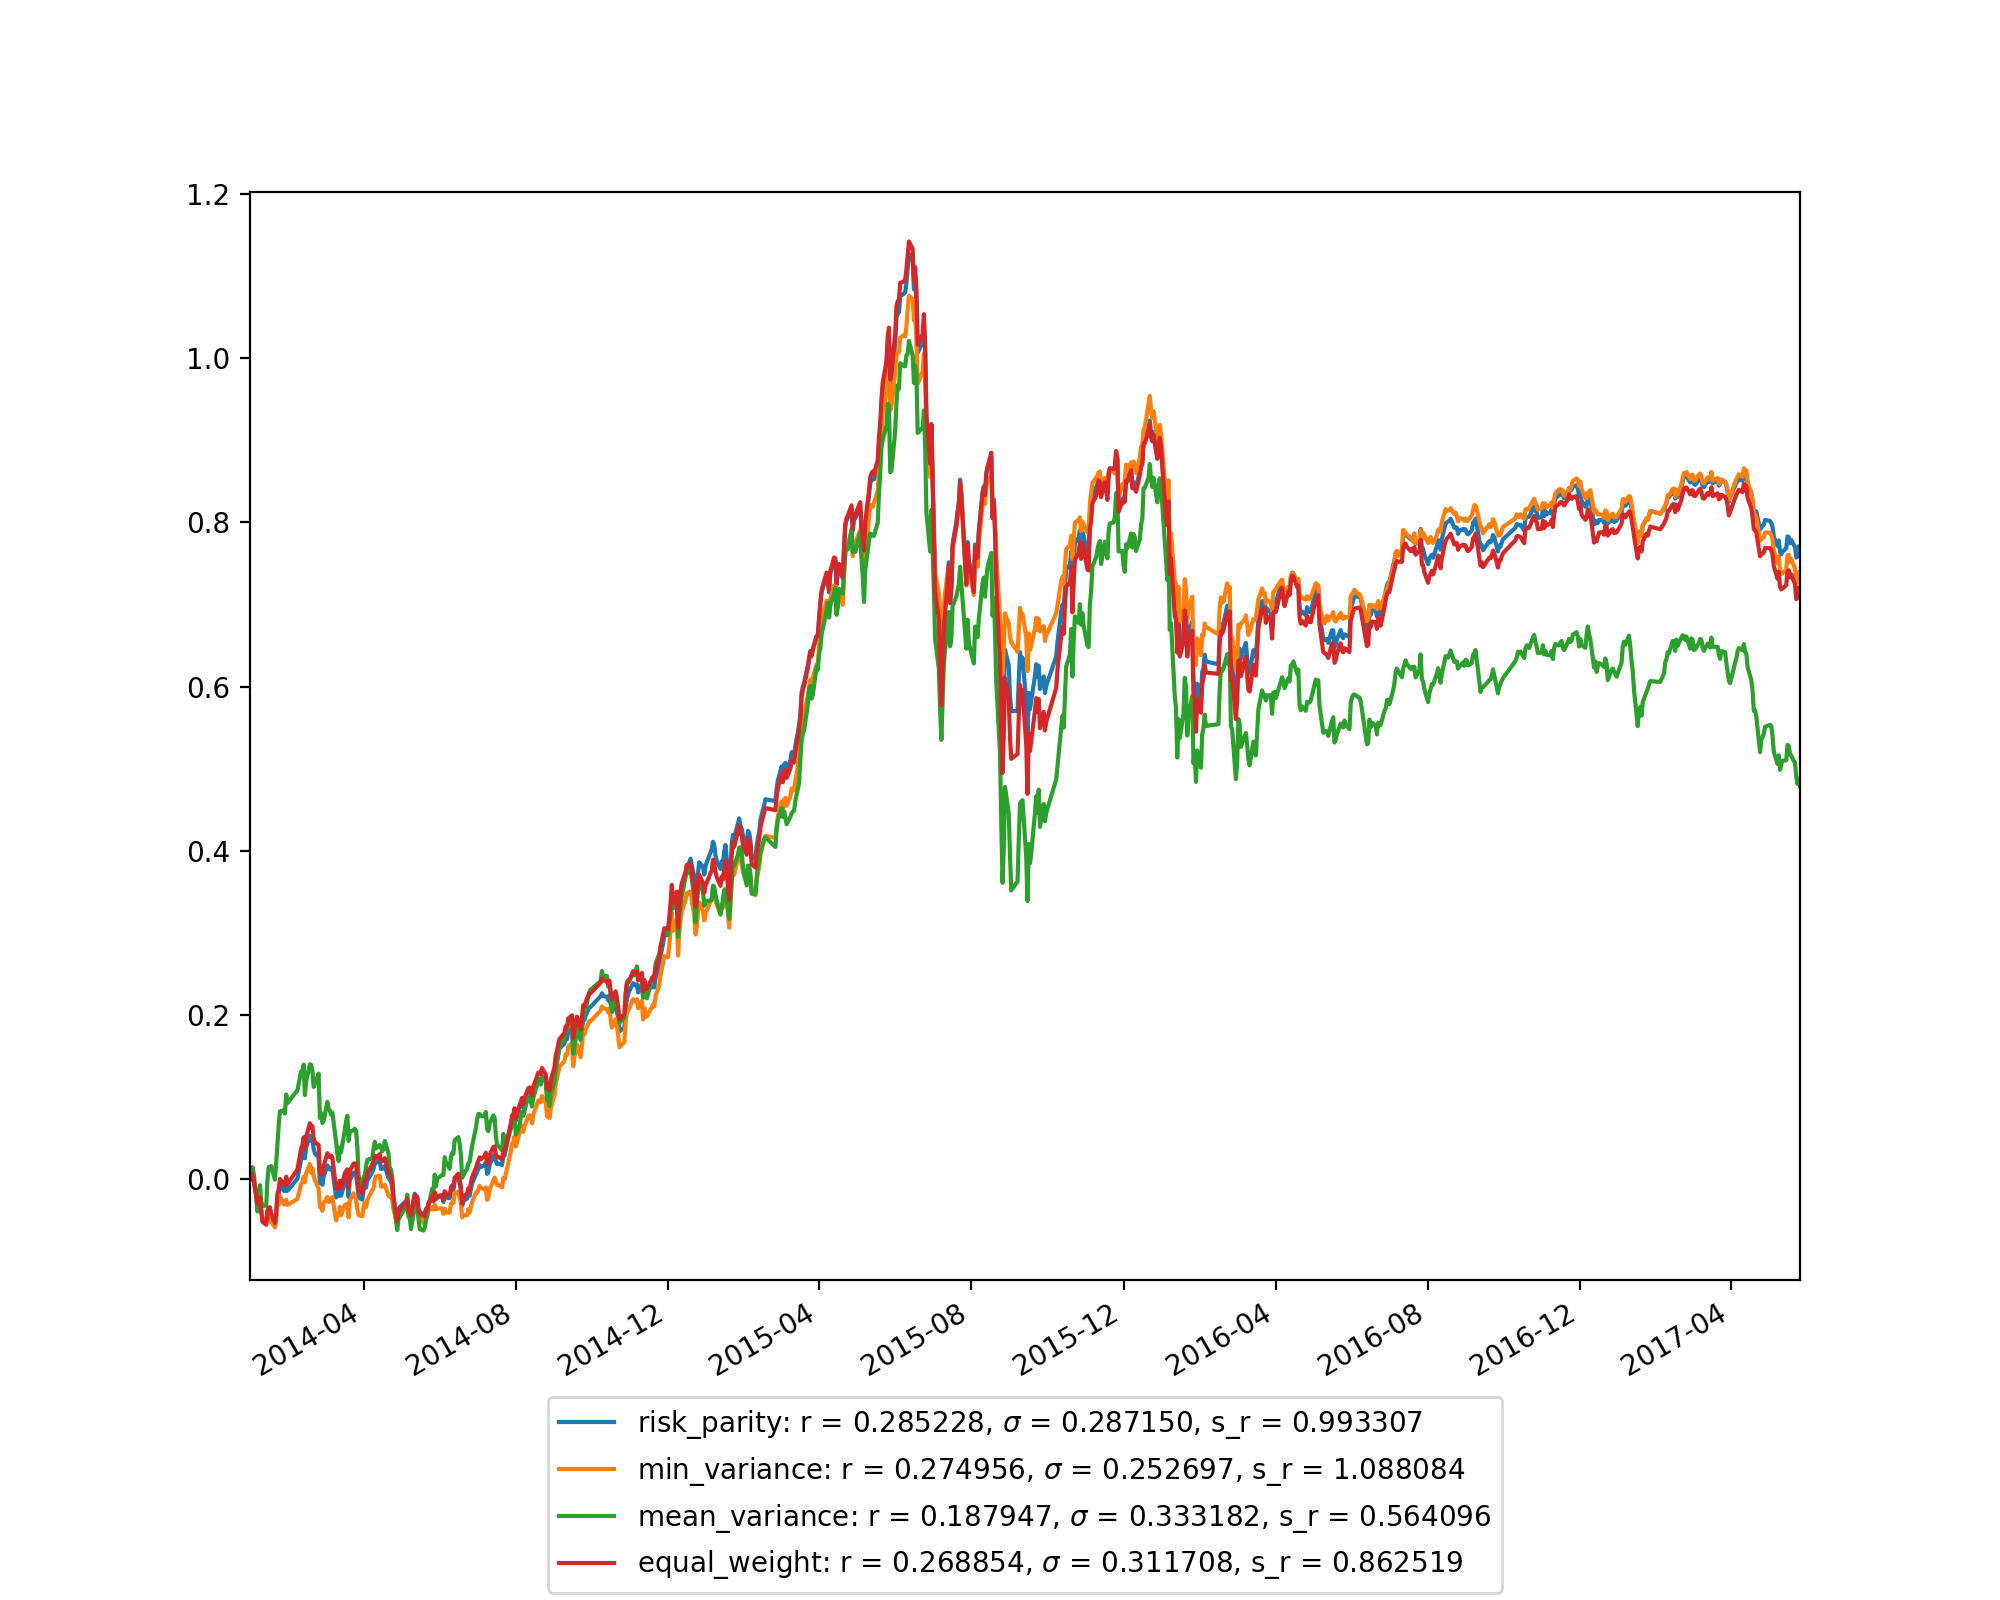 1.2
1.0
0.8
0.6
0.4
0.2
0.0
2014-04 2014-08 2014-12 2015-04 2015-08 2015-12 2016-04 2016-08 2016-12 2017-04
risk_parity: r = 0.285228, σ = 0.287150, s_r = 0.993307
min_variance: r = 0.274956, σ = 0.252697, s_r = 1.088084
mean_variance: r = 0.187947, σ = 0.333182, s_r = 0.564096
equal_weight: r = 0.268854, σ = 0.311708, s_r = 0.862519